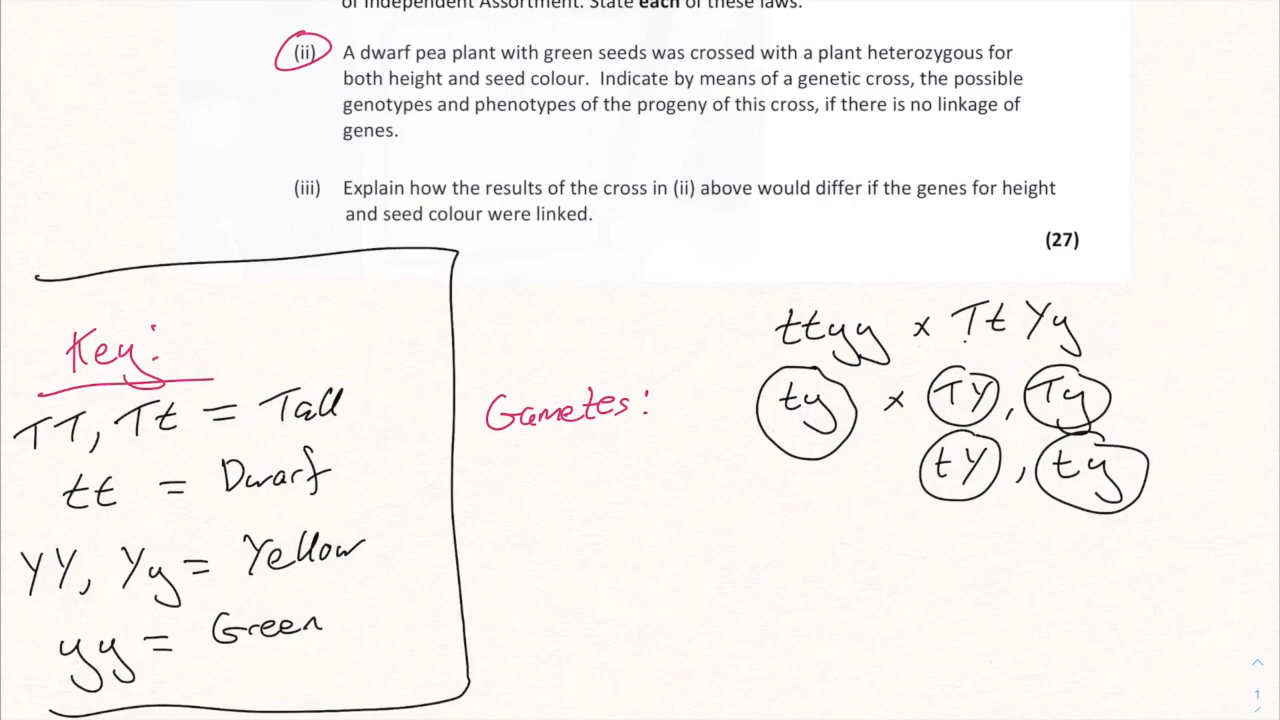 of Independent Assortment. State each of these laws.
(ii) A dwarf pea plant with green seeds was crossed with a plant heterozygous for
both height and seed colour. Indicate by means of a genetic cross, the possible
genotypes and phenotypes of the progeny of this cross, if there is no linkage of
genes.
(iii) Explain how the results of the cross in (ii) above would differ if the genes for height
and seed colour were linked.
(27)
Key:
TT, Tt = Tall
tt = Dwarf
YY, Yy = Yellow
yy = Green
ttyy x Tt Yy
Gametes: ty x TY, Ty
tY, ty
1